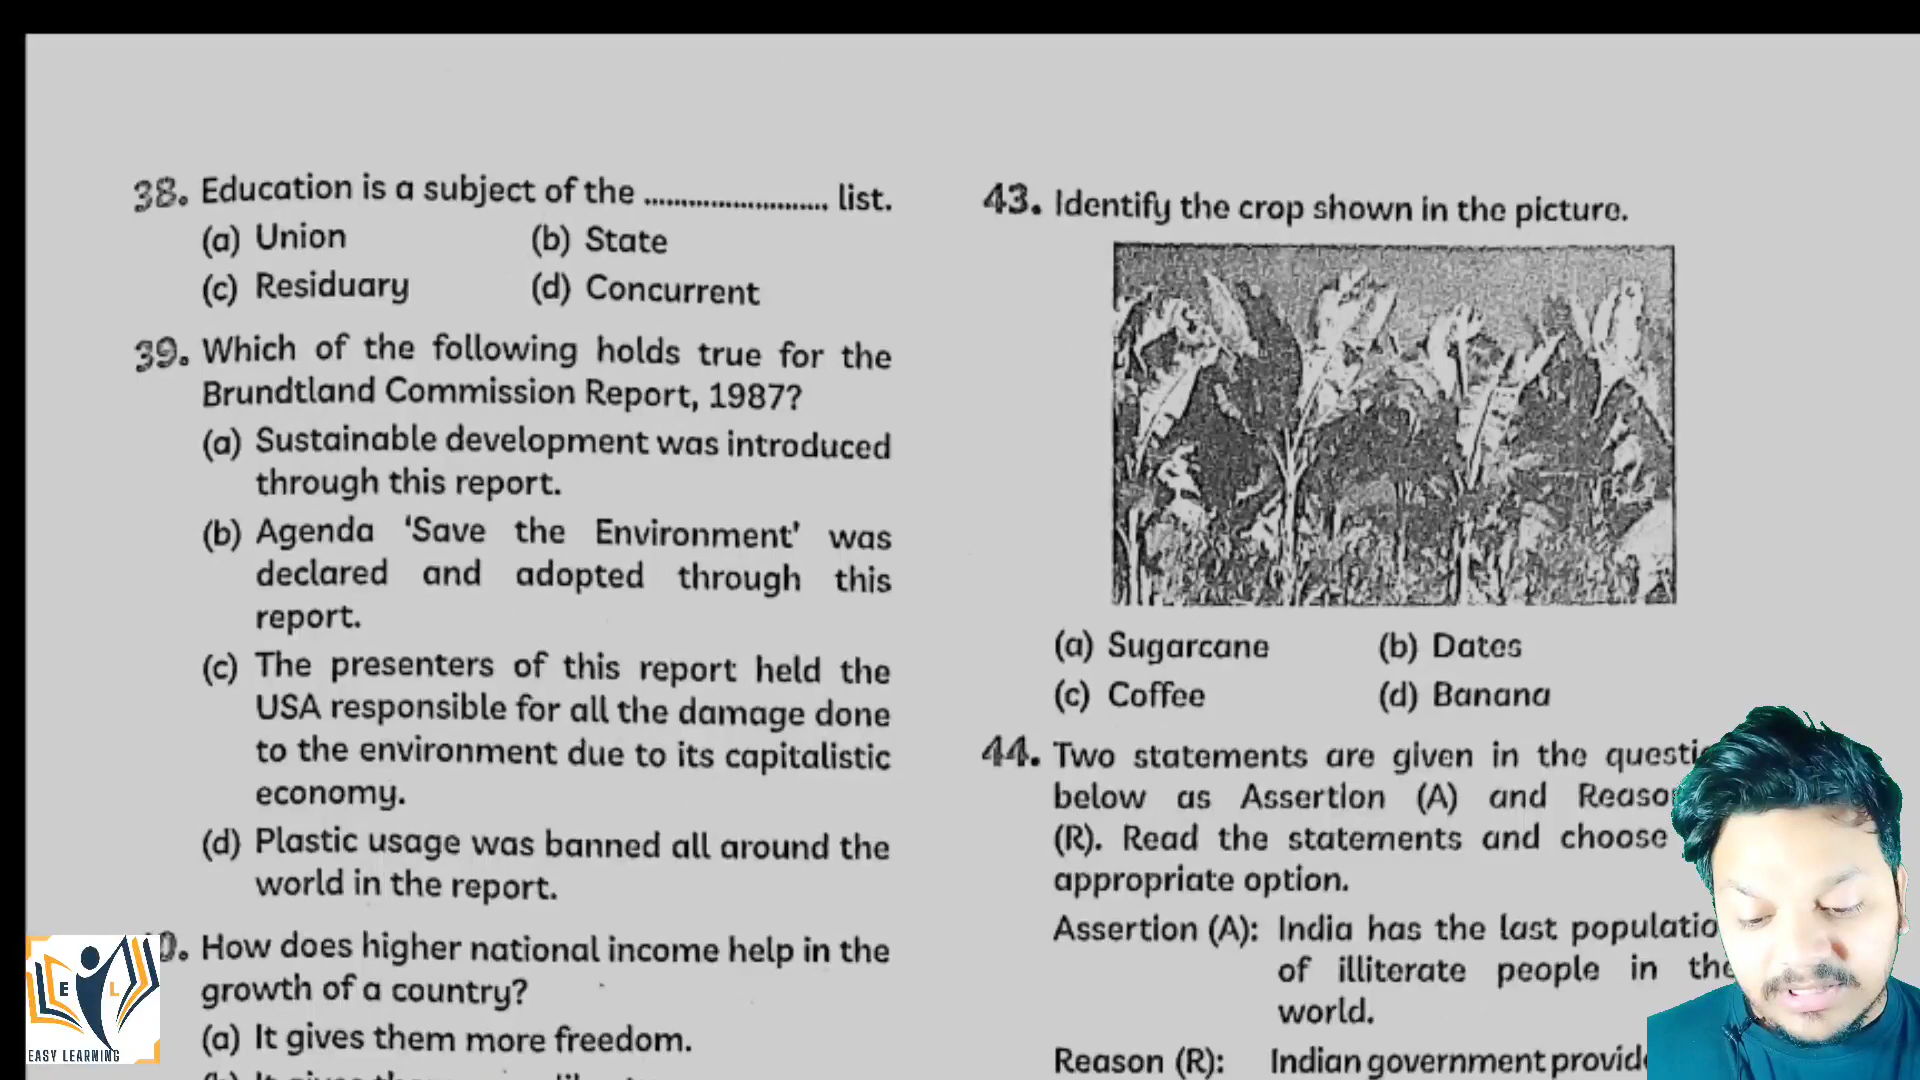 38. Education is a subject of the ......................... list.
(a) Union (b) State
(c) Residuary (d) Concurrent
39. Which of the following holds true for the
Brundtland Commission Report, 1987?
(a) Sustainable development was introduced
through this report.
(b) Agenda 'Save the Environment' was
declared and adopted through this
report.
(c) The presenters of this report held the
USA responsible for all the damage done
to the environment due to its capitalistic
economy.
(d) Plastic usage was banned all around the
world in the report.
0. How does higher national income help in the
growth of a country?
(a) It gives them more freedom.
43. Identify the crop shown in the picture.
(a) Sugarcane (b) Dates
(c) Coffee (d) Banana
44. Two statements are given in the
below as Assertion (A) and
(R). Read the statements and choose
appropriate option.
Assertion (A): India has the last
of illiterate people in
world.
Reason (R): Indian government
E L
EASY LEARNING